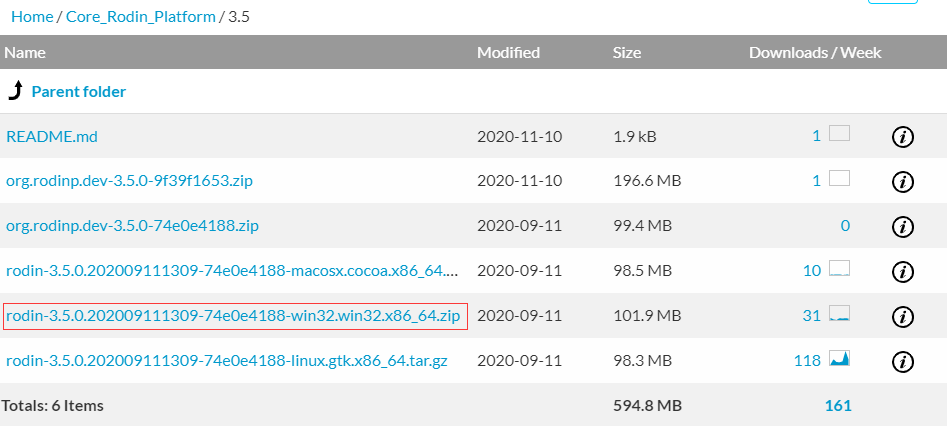 Home / Core_Rodin_Platform / 3.5
Name Modified Size Downloads / Week
Parent folder
README.md 2020-11-10 1.9 kB 1
org.rodinp.dev-3.5.0-9f39f1653.zip 2020-11-10 196.6 MB 1
org.rodinp.dev-3.5.0-74e0e4188.zip 2020-09-11 99.4 MB 0
rodin-3.5.0.202009111309-74e0e4188-macosx.cocoa.x86_64.... 2020-09-11 98.5 MB 10
rodin-3.5.0.202009111309-74e0e4188-win32.win32.x86_64.zip 2020-09-11 101.9 MB 31
rodin-3.5.0.202009111309-74e0e4188-linux.gtk.x86_64.tar.gz 2020-09-11 98.3 MB 118
Totals: 6 Items 594.8 MB 161